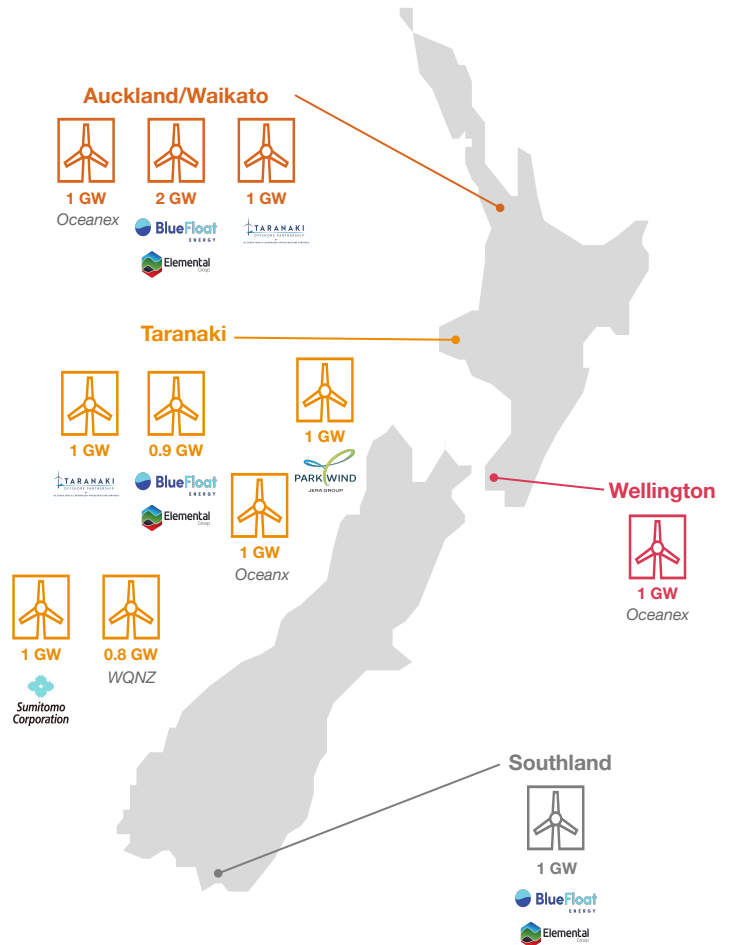 Auckland/Waikato
1 GW
Oceanex
2 GW
BlueFloat
ENERGY
Elemental
Group
1 GW
TARANAKI
OFFSHORE PARTNERSHIP
Taranaki
1 GW
TARANAKI
OFFSHORE PARTNERSHIP
0.9 GW
BlueFloat
ENERGY
Elemental
Group
1 GW
PARKWIND
JERA GROUP
1 GW
Oceanx
1 GW
Sumitomo
Corporation
0.8 GW
WQNZ
Wellington
1 GW
Oceanex
Southland
1 GW
BlueFloat
ENERGY
Elemental
Group